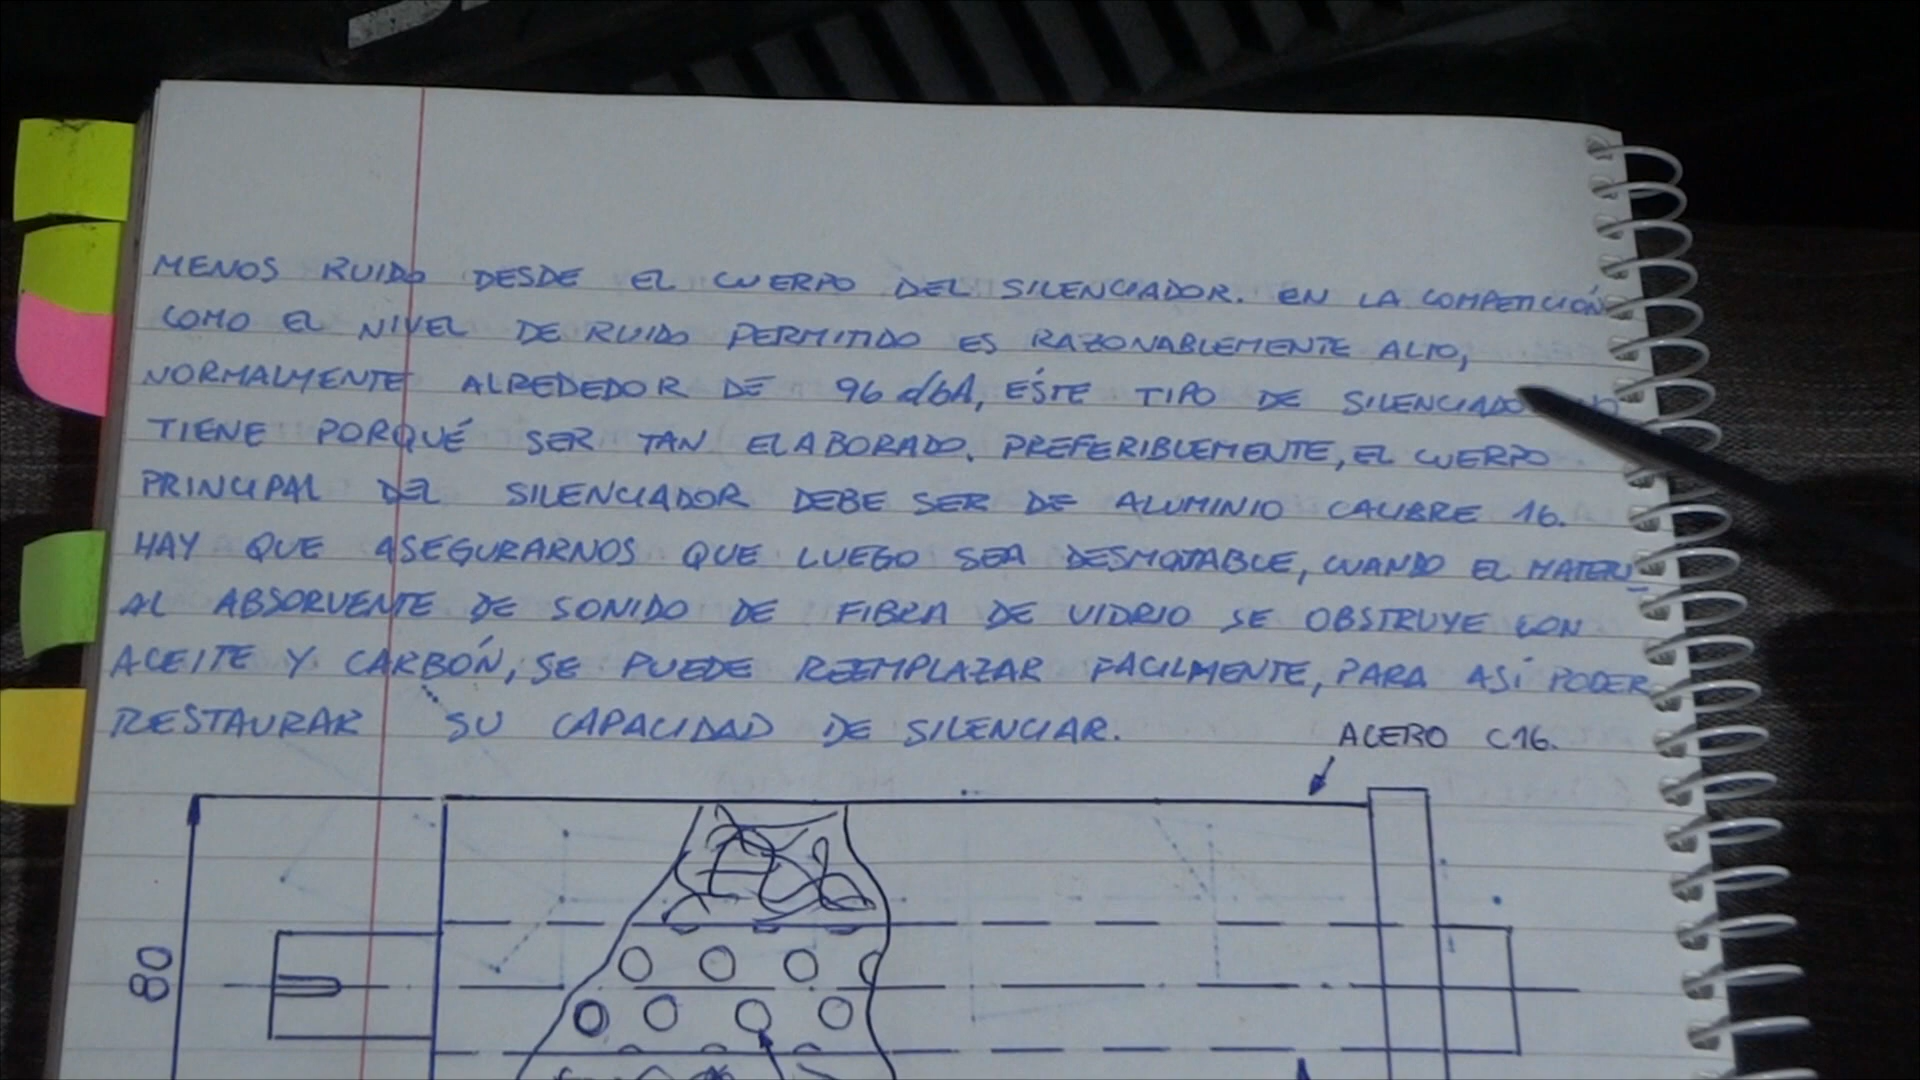 MENOS RUIDO DESDE EL CUERPO DEL SILENCIADOR. EN LA COMPETICIÓN
COMO EL NIVEL DE RUIDO PERMITIDO ES RAZONABLEMENTE ALTO,
NORMALMENTE ALREDEDOR DE 96 dbA, ESTE TIPO DE SILENCIADOR NO
TIENE PORQUÉ SER TAN ELABORADO. PREFERIBLEMENTE, EL CUERPO
PRINCIPAL DEL SILENCIADOR DEBE SER DE ALUMINIO CALIBRE 16.
HAY QUE ASEGURARNOS QUE LUEGO SEA DESMOTABLE, CUANDO EL MATERI-
AL ABSORVENTE DE SONIDO DE FIBRA DE VIDRIO SE OBSTRUYE CON
ACEITE Y CARBÓN, SE PUEDE REEMPLAZAR FACILMENTE, PARA ASÍ PODER
RESTAURAR SU CAPACIDAD DE SILENCIAR.
ACERO C16.
80